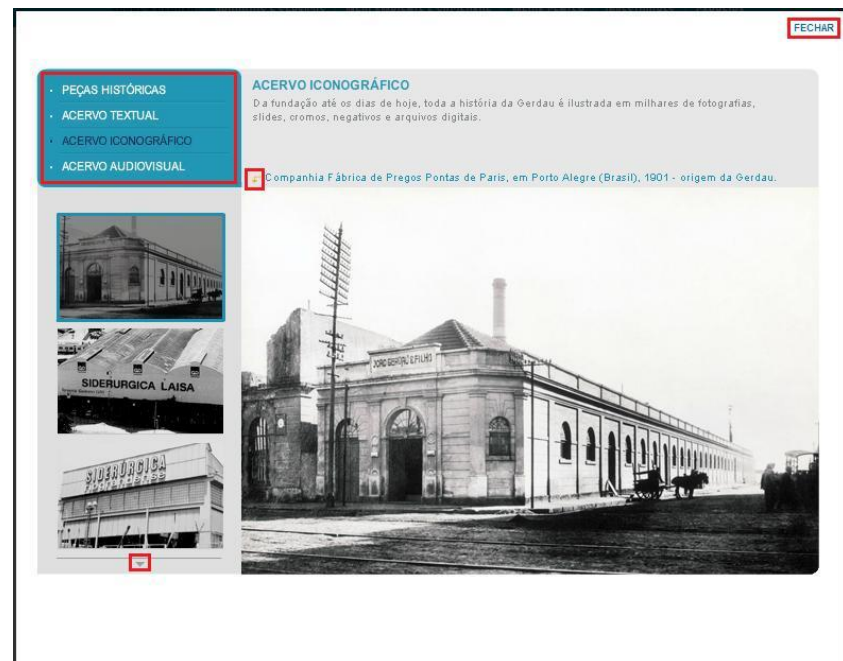 FECHAR
PEÇAS HISTÓRICAS
ACERVO TEXTUAL
ACERVO ICONOGRÁFICO
ACERVO AUDIOVISUAL
ACERVO ICONOGRÁFICO
Da fundação até os dias de hoje, toda a história da Gerdau é ilustrada em milhares de fotografias,
slides, cromos, negativos e arquivos digitais.
Companhia Fábrica de Pregos Pontas de Paris, em Porto Alegre (Brasil), 1901 - origem da Gerdau.
SIDERURGICA LAISA
SIDERÚRGICA
JOÃO GERDAU & FILHO